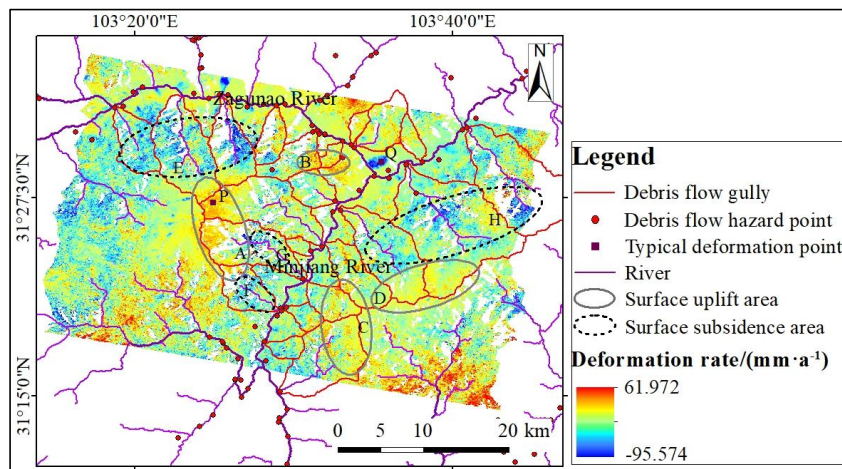 103°20'0"E
103°40'0"E
N
Zagunao River
Q
B
E
31°27'30"N
P
H
A
G
Minjiang River
F
D
C
31°15'0"N
0
5
10
20 km
Legend
Debris flow gully
Debris flow hazard point
Typical deformation point
River
Surface uplift area
Surface subsidence area
Deformation rate/(mm·a⁻¹)
61.972
-95.574